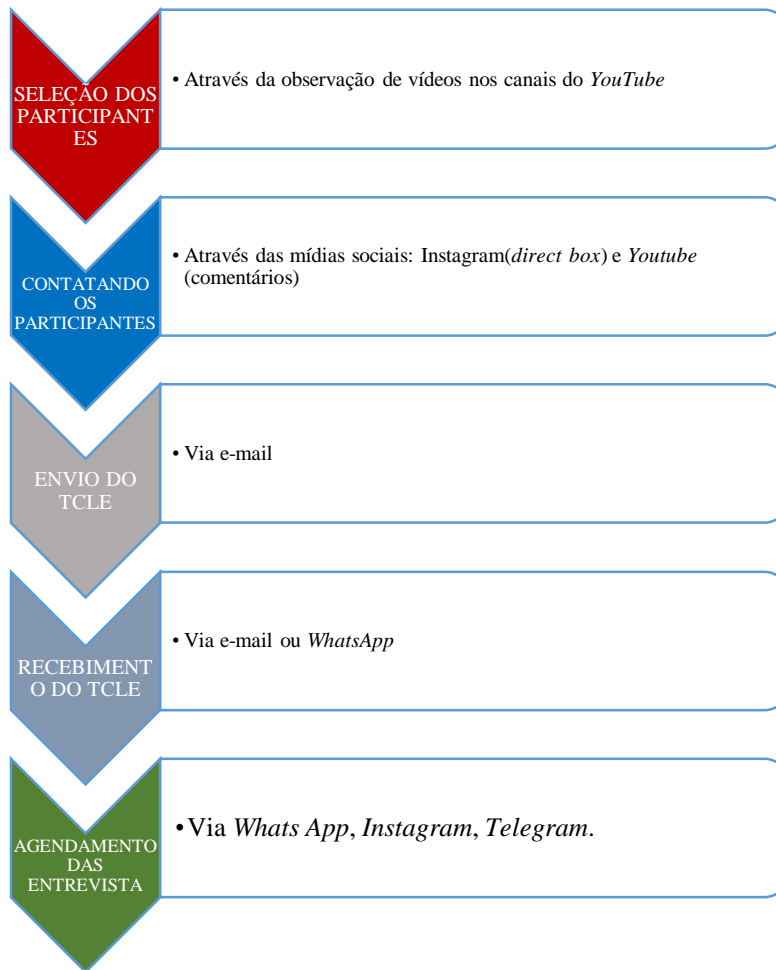 SELEÇÃO DOS
PARTICIPANT
ES
• Através da observação de vídeos nos canais do YouTube
CONTATANDO
OS
PARTICIPANTES
• Através das mídias sociais: Instagram(direct box) e Youtube
(comentários)
ENVIO DO
TCLE
• Via e-mail
RECEBIMENT
O DO TCLE
• Via e-mail ou WhatsApp
AGENDAMENTO
DAS
ENTREVISTA
•Via Whats App, Instagram, Telegram.